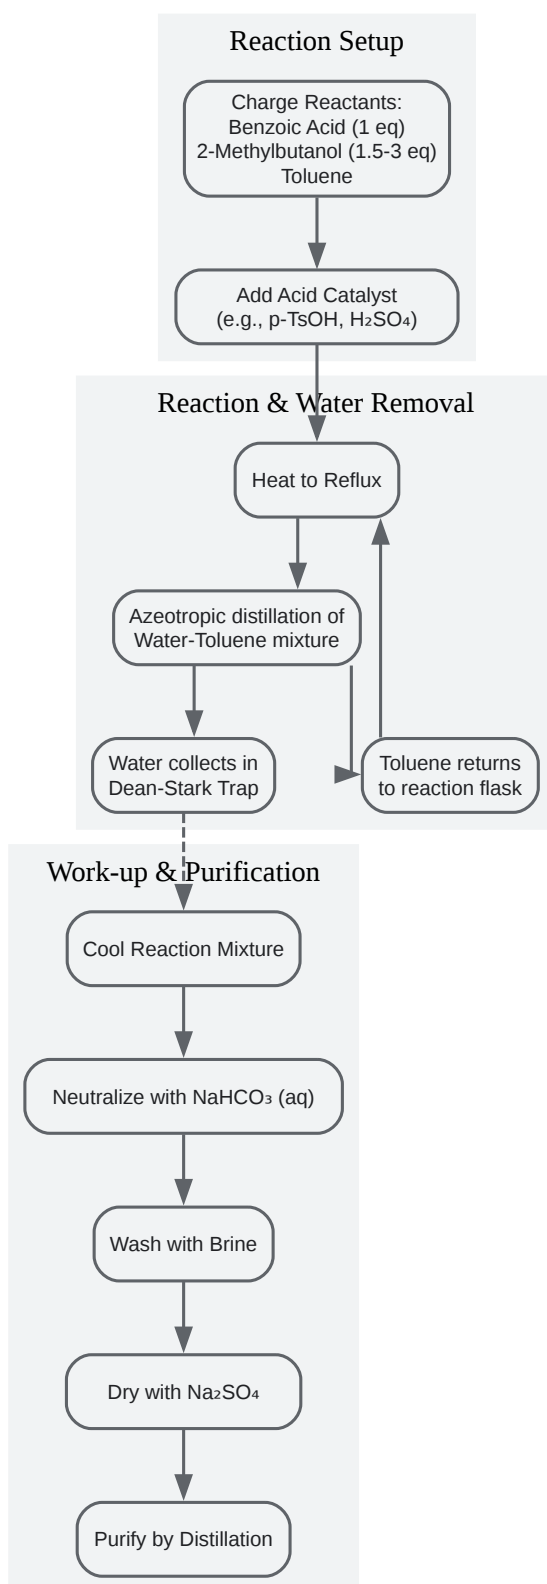 Reaction Setup
Charge Reactants:
Benzoic Acid (1 eq)
2-Methylbutanol (1.5-3 eq)
Toluene
Add Acid Catalyst
(e.g., p-TsOH, H₂SO₄)
Reaction & Water Removal
Heat to Reflux
Azeotropic distillation of
Water-Toluene mixture
Water collects in
Dean-Stark Trap
Toluene returns
to reaction flask
Work-up & Purification
Cool Reaction Mixture
Neutralize with NaHCO₃ (aq)
Wash with Brine
Dry with Na₂SO₄
Purify by Distillation